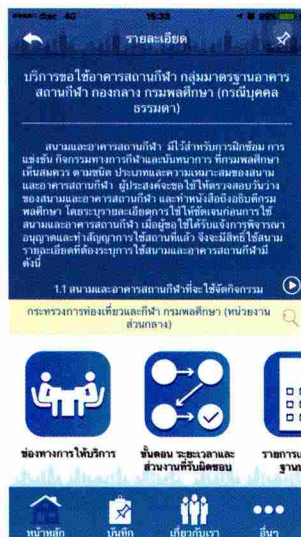 dtac 4G 15:33 99%
รายละเอียด
บริการขอใช้อาคารสถานกีฬา กลุ่มมาตรฐานอาคาร
สถานกีฬา กองกลาง กรมพลศึกษา (กรณีบุคคล
ธรรมดา)
สนามและอาคารสถานกีฬา มีไว้สำหรับการฝึกซ้อม การ
แข่งขัน กิจกรรมทางการกีฬาและนันทนาการ ที่กรมพลศึกษา
เห็นสมควร ตามชนิด ประเภทและความเหมาะสมของสนาม
และอาคารสถานกีฬา ผู้ประสงค์จะขอใช้ให้ตรวจสอบวันว่าง
ของสนามและอาคารสถานกีฬา และทำหนังสือถึงอธิบดีกรม
พลศึกษา โดยระบุรายละเอียดการใช้ให้ชัดเจนก่อนการใช้
สนามและอาคารสถานกีฬา เมื่อผู้ขอใช้ได้รับแจ้งการพิจารณา
อนุญาตและทำสัญญาการใช้สถานที่แล้ว จึงจะมีสิทธิ์ใช้สนาม
รายละเอียดที่ต้องระบุการใช้สนามและอาคารสถานกีฬามี
ดังนี้
1.1 สนามและอาคารสถานกีฬาที่จะใช้จัดกิจกรรม
กระทรวงการท่องเที่ยวและกีฬา กรมพลศึกษา (หน่วยงาน
ส่วนกลาง)
ช่องทางการให้บริการ
ขั้นตอน ระยะเวลาและ
ส่วนงานที่รับผิดชอบ
หน้าหลัก
บันทึก
เกี่ยวกับเรา
อื่นๆ